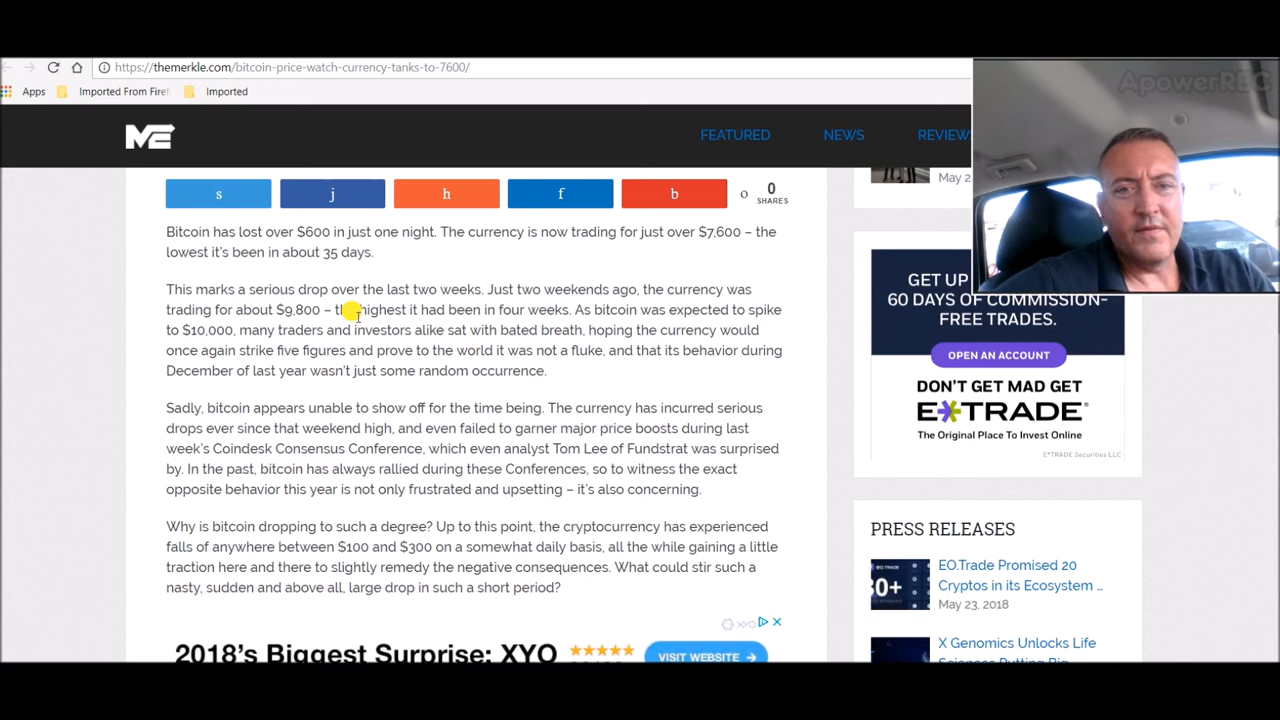 ApowerREC
https://themerkle.com/bitcoin-price-watch-currency-tanks-to-7600/
Apps Imported From Firef Imported
ME
FEATURED NEWS REVIEWS
s j h f b o 0
SHARES
May 2
Bitcoin has lost over $600 in just one night. The currency is now trading for just over $7,600 – the
lowest it's been in about 35 days.
This marks a serious drop over the last two weeks. Just two weekends ago, the currency was
trading for about $9,800 – the highest it had been in four weeks. As bitcoin was expected to spike
to $10,000, many traders and investors alike sat with bated breath, hoping the currency would
once again strike five figures and prove to the world it was not a fluke, and that its behavior during
December of last year wasn't just some random occurrence.
Sadly, bitcoin appears unable to show off for the time being. The currency has incurred serious
drops ever since that weekend high, and even failed to garner major price boosts during last
week's Coindesk Consensus Conference, which even analyst Tom Lee of Fundstrat was surprised
by. In the past, bitcoin has always rallied during these Conferences, so to witness the exact
opposite behavior this year is not only frustrated and upsetting – it's also concerning.
Why is bitcoin dropping to such a degree? Up to this point, the cryptocurrency has experienced
falls of anywhere between $100 and $300 on a somewhat daily basis, all the while gaining a little
traction here and there to slightly remedy the negative consequences. What could stir such a
nasty, sudden and above all, large drop in such a short period?
2018's Biggest Surprise: XYO
VISIT WEBSITE
GET UP
60 DAYS OF COMMISSION-
FREE TRADES.
OPEN AN ACCOUNT
DON'T GET MAD GET
E*TRADE
The Original Place To Invest Online
E*TRADE Securities LLC
PRESS RELEASES
30+
EO.Trade Promised 20
Cryptos in its Ecosystem ...
May 23, 2018
X Genomics Unlocks Life